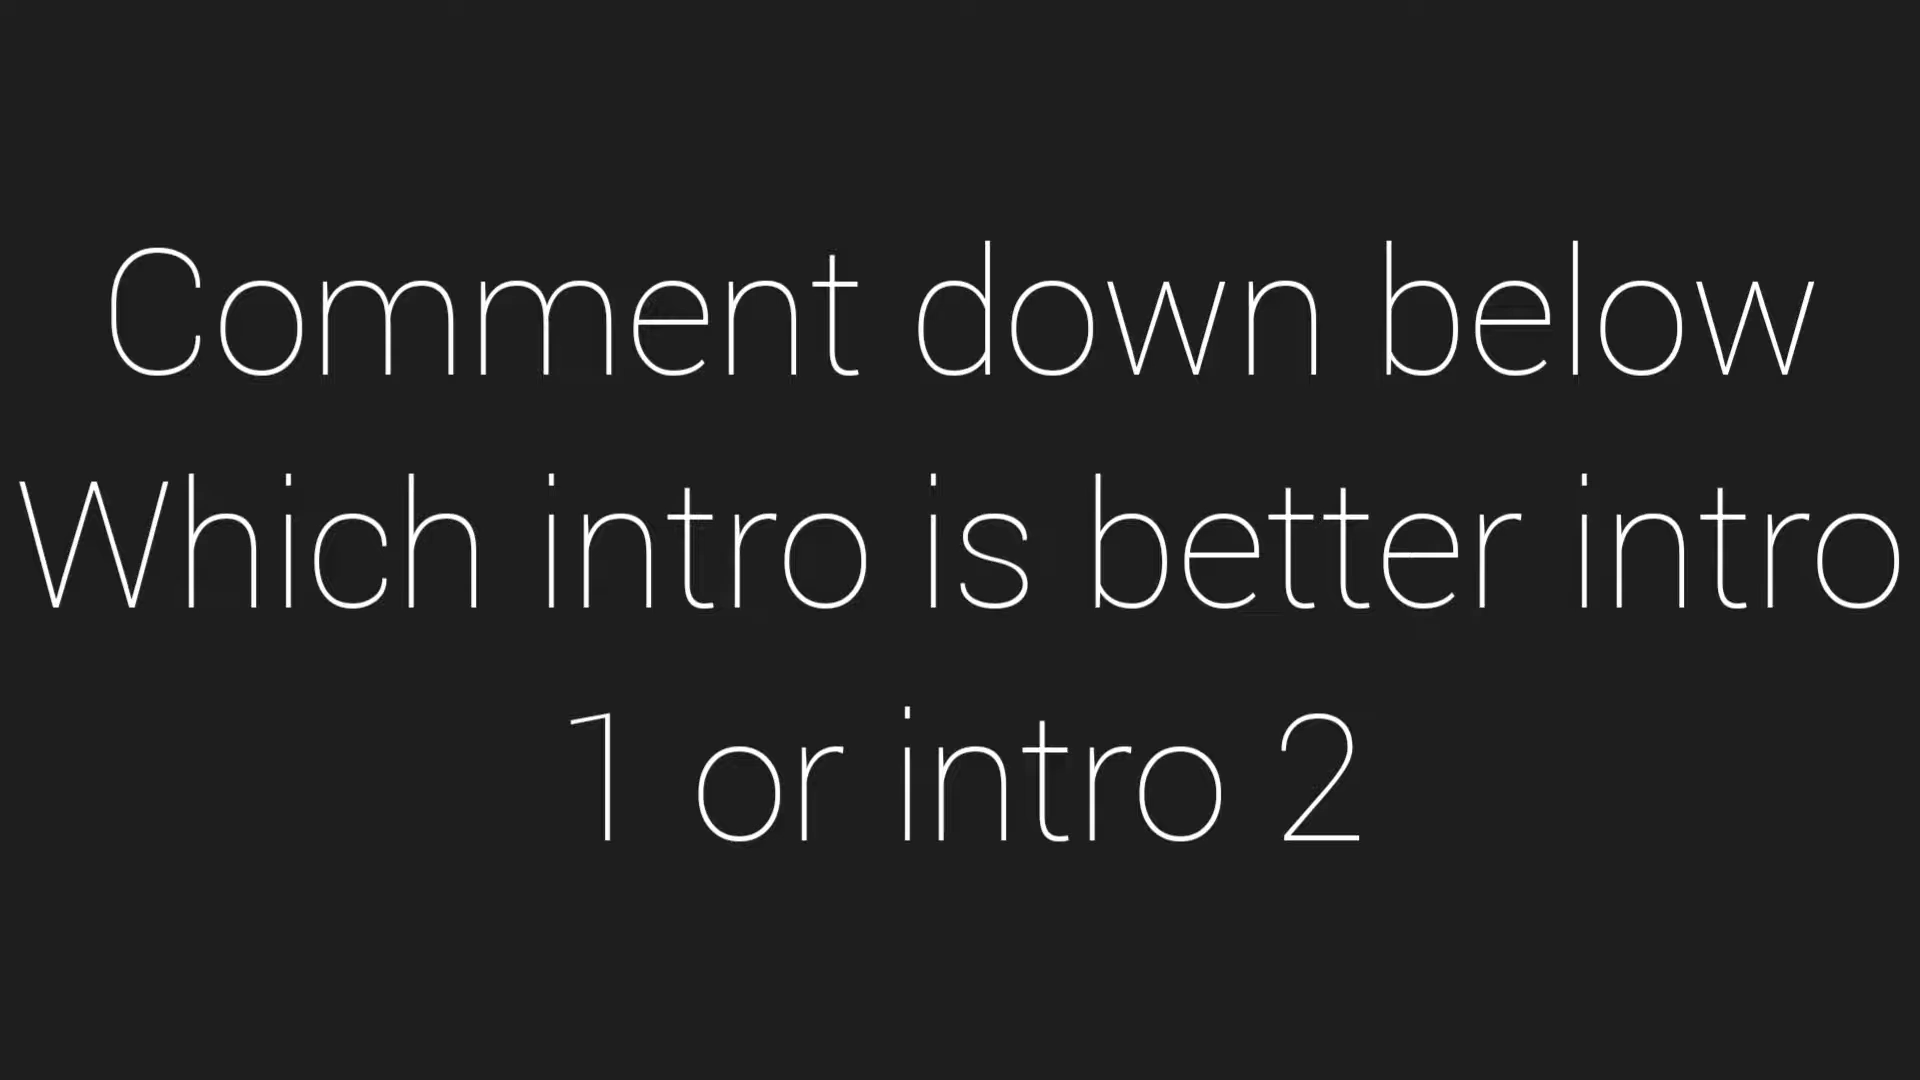 Comment down below
Which intro is better intro
1 or intro 2